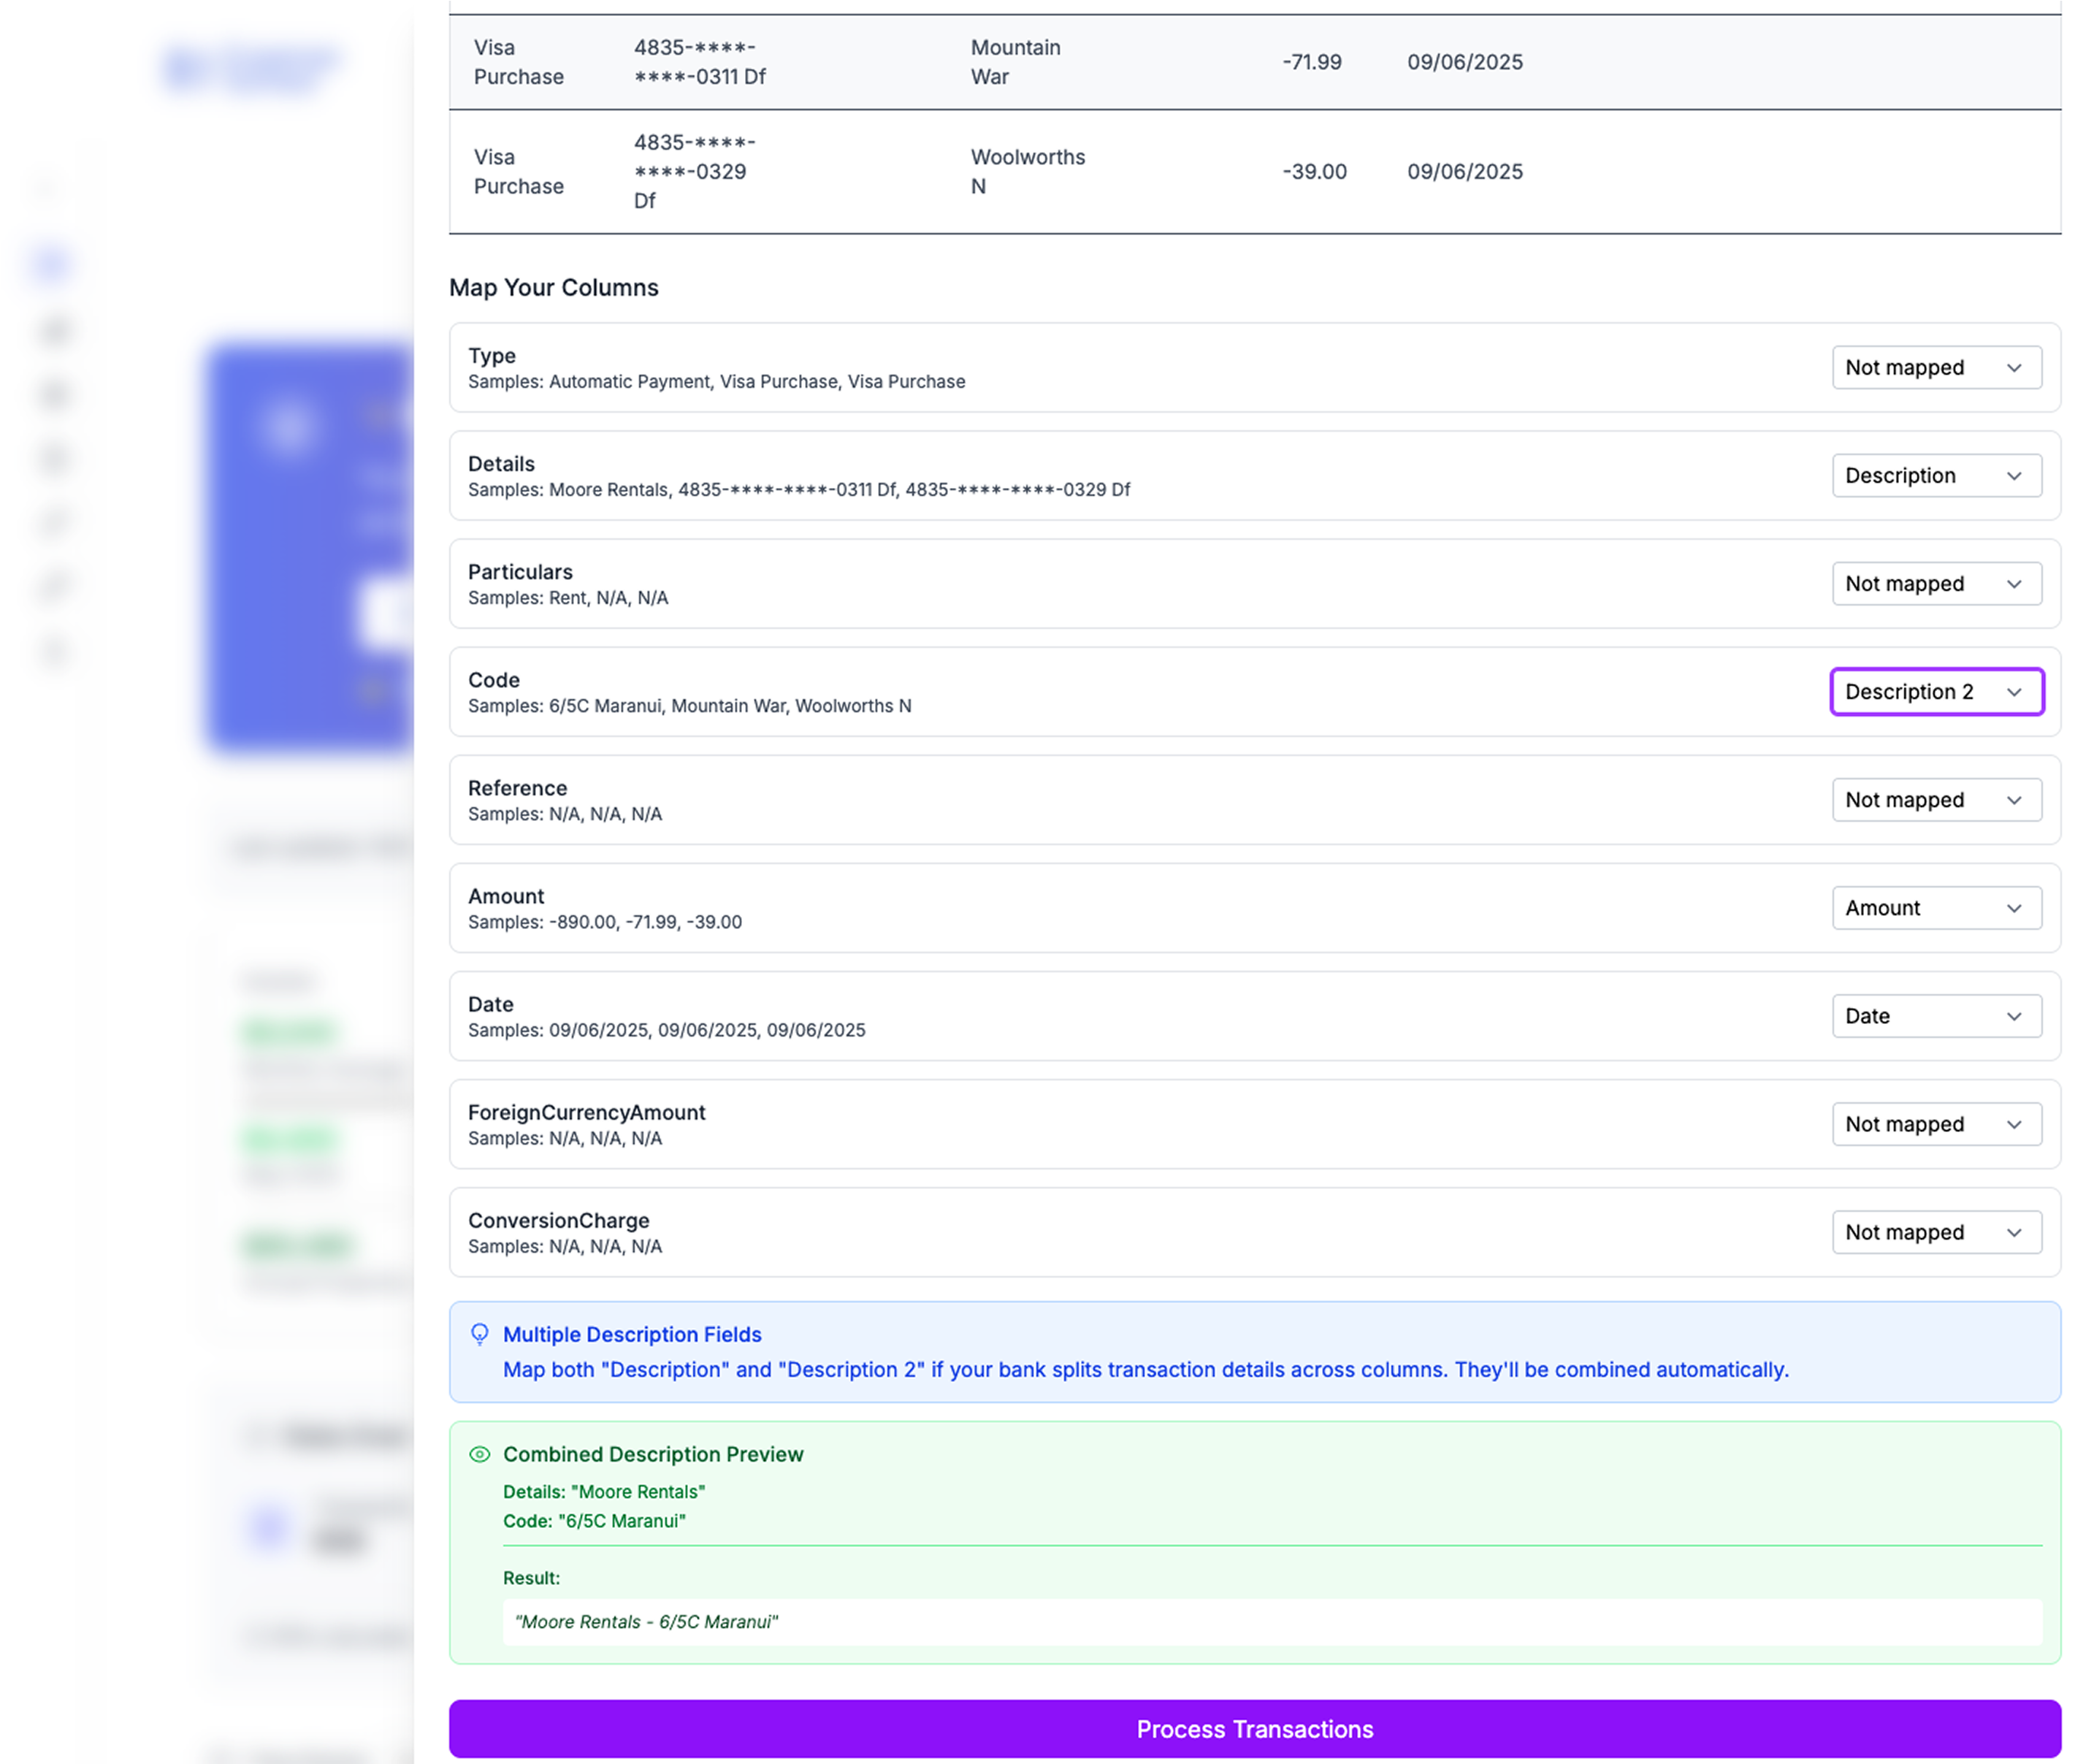 Visa Purchase
4835-****-****-0311 Df
Mountain War
-71.99
09/06/2025
Visa Purchase
4835-****-****-0329 Df
Woolworths N
-39.00
09/06/2025
Map Your Columns
Type
Samples: Automatic Payment, Visa Purchase, Visa Purchase
Not mapped
Details
Samples: Moore Rentals, 4835-****-****-0311 Df, 4835-****-****-0329 Df
Description
Particulars
Samples: Rent, N/A, N/A
Not mapped
Code
Samples: 6/5C Maranui, Mountain War, Woolworths N
Description 2
Reference
Samples: N/A, N/A, N/A
Not mapped
Amount
Samples: -890.00, -71.99, -39.00
Amount
Date
Samples: 09/06/2025, 09/06/2025, 09/06/2025
Date
ForeignCurrencyAmount
Samples: N/A, N/A, N/A
Not mapped
ConversionCharge
Samples: N/A, N/A, N/A
Not mapped
Multiple Description Fields
Map both "Description" and "Description 2" if your bank splits transaction details across columns. They'll be combined automatically.
Combined Description Preview
Details: "Moore Rentals"
Code: "6/5C Maranui"
Result:
"Moore Rentals - 6/5C Maranui"
Process Transactions